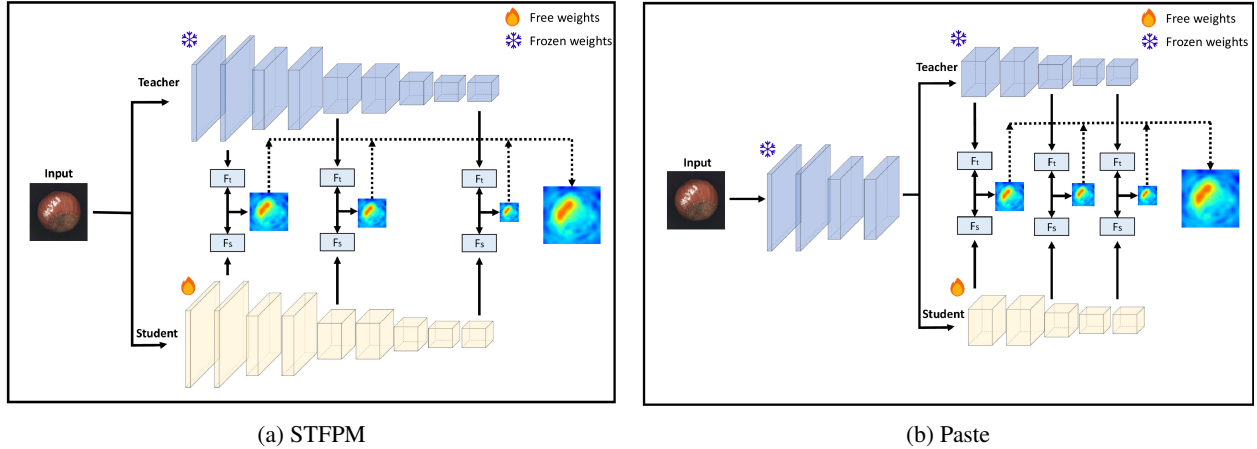 Free weights
Frozen weights
Teacher
Input
Ft
Ft
Ft
Fs
Fs
Fs
Student
(a) STFPM
Free weights
Frozen weights
Teacher
Input
Ft
Ft
Ft
Fs
Fs
Fs
Student
(b) Paste